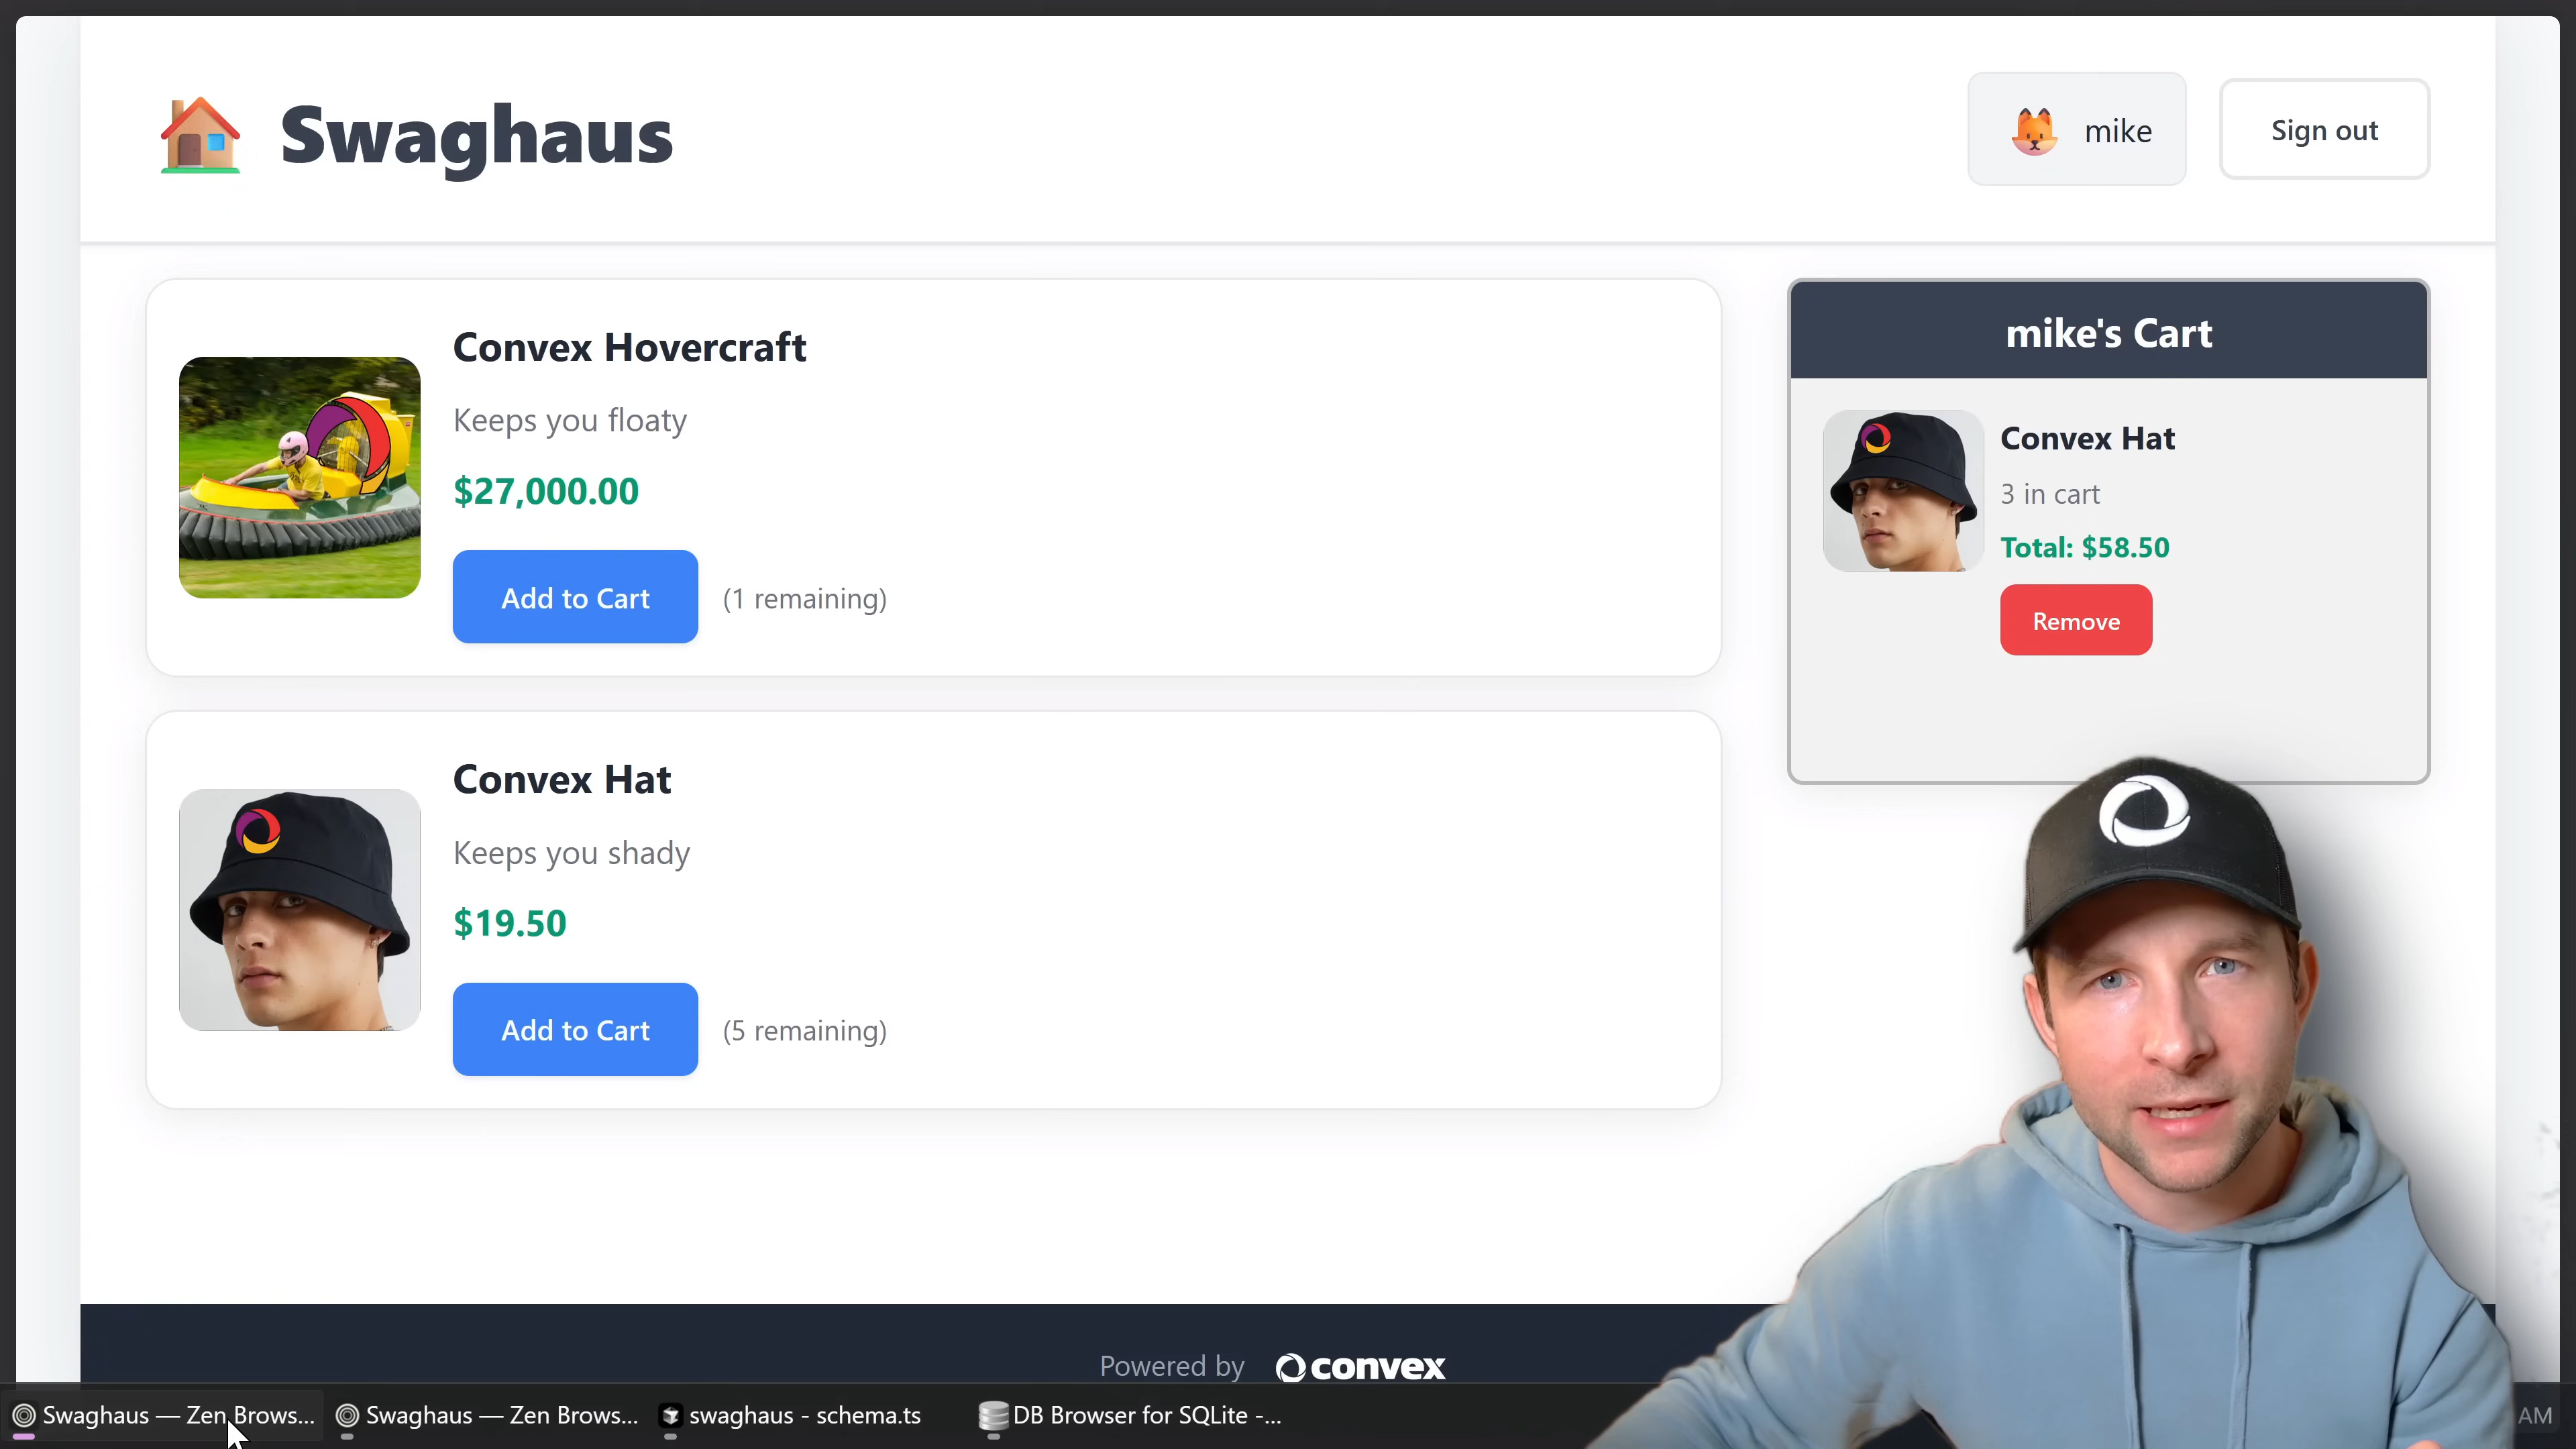 Swaghaus
mike
Sign out
Convex Hovercraft
Keeps you floaty
$27,000.00
Add to Cart
(1 remaining)
Convex Hat
Keeps you shady
$19.50
Add to Cart
(5 remaining)
mike's Cart
Convex Hat
3 in cart
Total: $58.50
Remove
Powered by convex
Swaghaus — Zen Brows...
Swaghaus — Zen Brows...
swaghaus - schema.ts
DB Browser for SQLite -...
AM